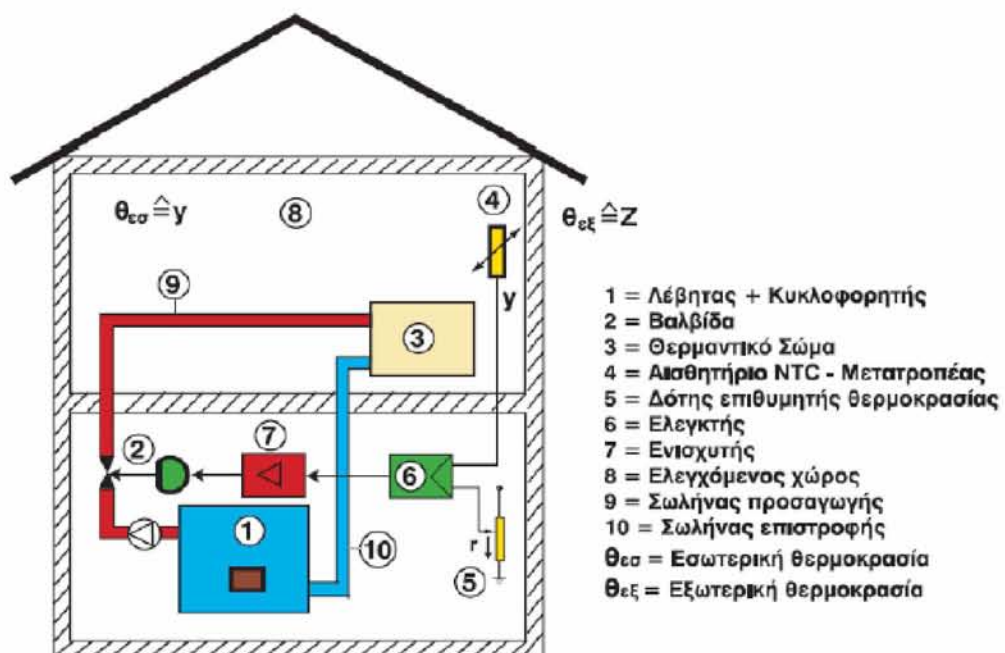 θεσ≙y
8
4
θεξ≙Z
9
y
3
2
7
6
1
10
r
5
1 = Λέβητας + Κυκλοφορητής
2 = Βαλβίδα
3 = Θερμαντικό Σώμα
4 = Αισθητήριο NTC - Μετατροπέας
5 = Δότης επιθυμητής θερμοκρασίας
6 = Ελεγκτής
7 = Ενισχυτής
8 = Ελεγχόμενος χώρος
9 = Σωλήνας προσαγωγής
10 = Σωλήνας επιστροφής
θεσ = Εσωτερική θερμοκρασία
θεξ = Εξωτερική θερμοκρασία